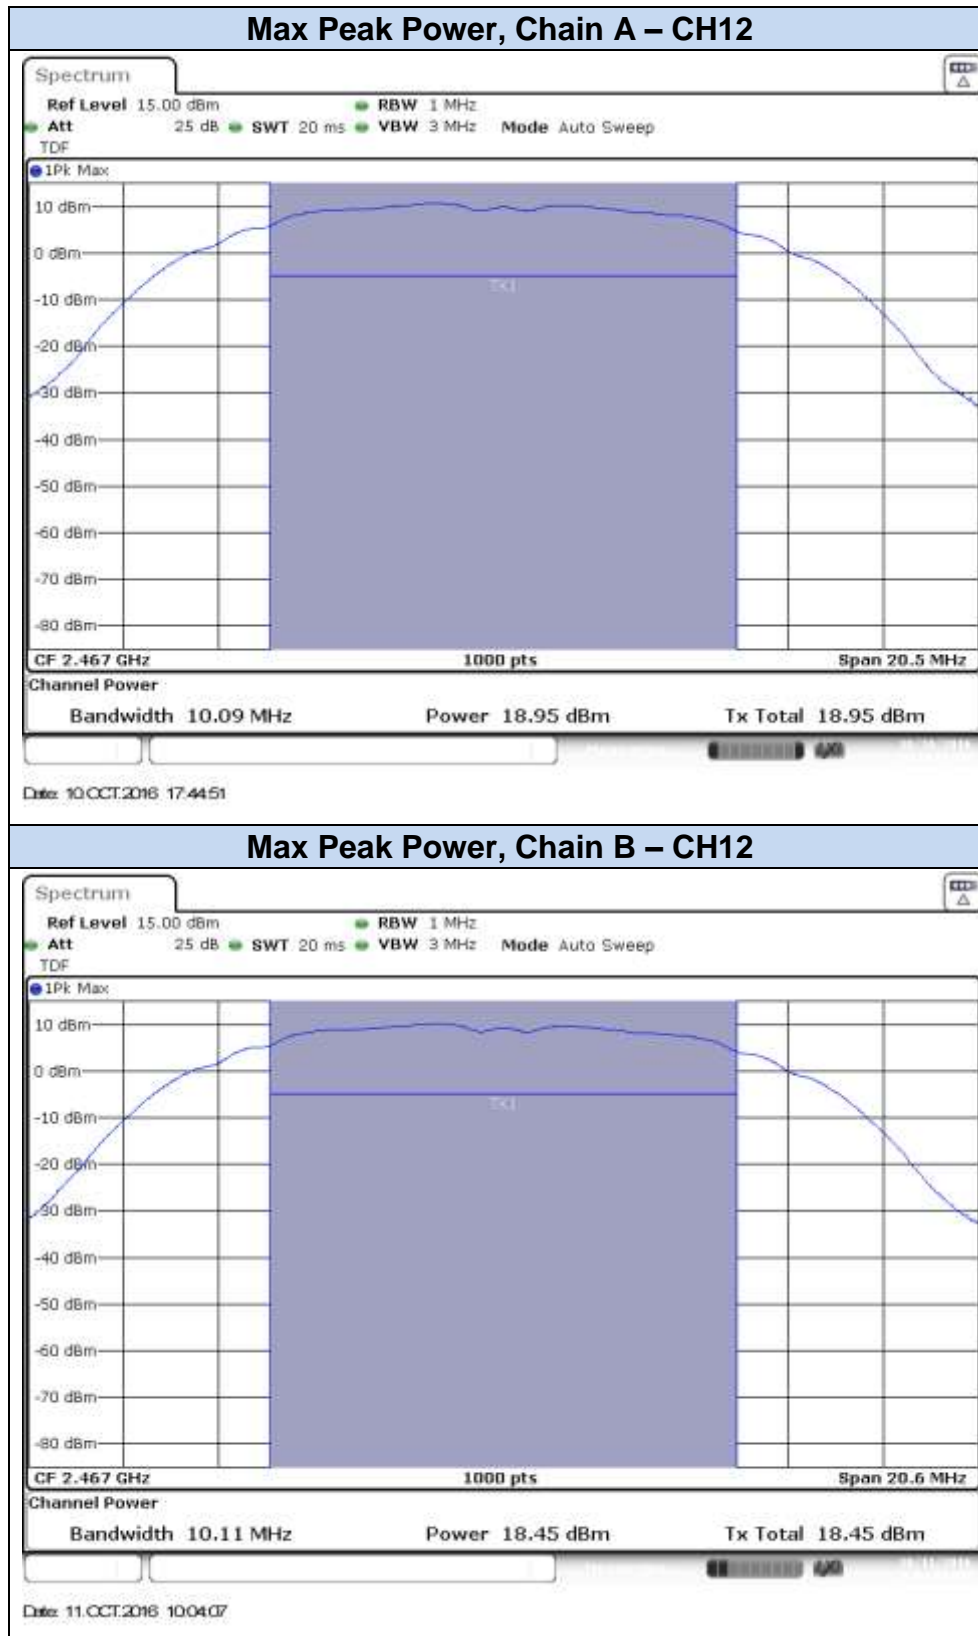 Max Peak Power, Chain A – CH12
Spectrum
Ref Level 15.00 dBm RBW 1 MHz
Att 25 dB SWT 20 ms VBW 3 MHz Mode Auto Sweep
TDF
1Pk Max
10 dBm
0 dBm
-10 dBm
TX1
-20 dBm
-30 dBm
-40 dBm
-50 dBm
-60 dBm
-70 dBm
-80 dBm
CF 2.467 GHz 1000 pts Span 20.5 MHz
Channel Power
Bandwidth 10.09 MHz Power 18.95 dBm Tx Total 18.95 dBm
Date: 10.OCT.2016 17:44:51
Max Peak Power, Chain B – CH12
Spectrum
Ref Level 15.00 dBm RBW 1 MHz
Att 25 dB SWT 20 ms VBW 3 MHz Mode Auto Sweep
TDF
1Pk Max
10 dBm
0 dBm
-10 dBm
TX1
-20 dBm
-30 dBm
-40 dBm
-50 dBm
-60 dBm
-70 dBm
-80 dBm
CF 2.467 GHz 1000 pts Span 20.6 MHz
Channel Power
Bandwidth 10.11 MHz Power 18.45 dBm Tx Total 18.45 dBm
Date: 11.OCT.2016 10:04:07